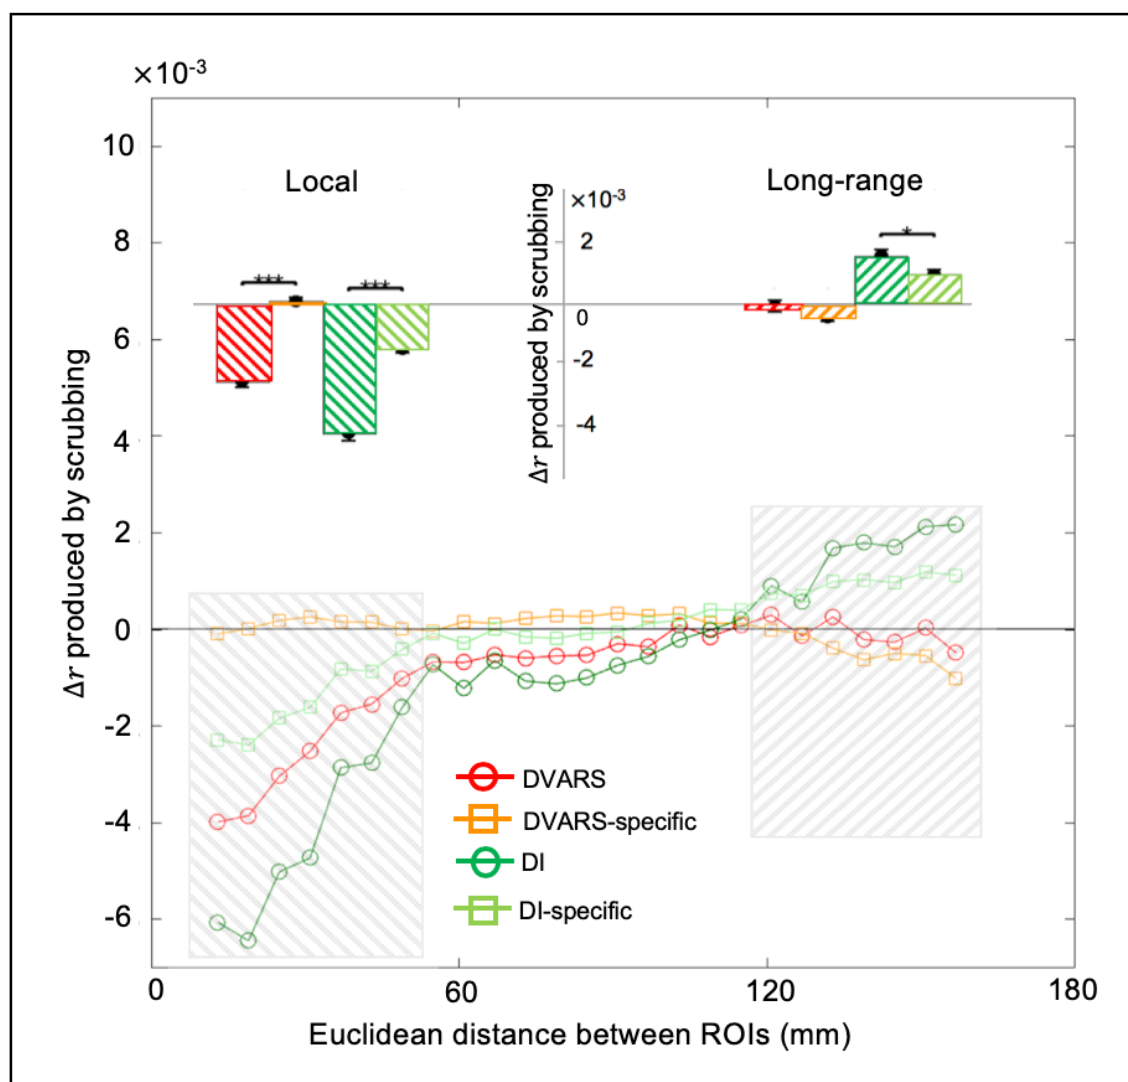 ×10-3
10
8
6
4
2
0
-2
-4
-6
Δr produced by scrubbing
Local
***
***
Long-range
*
×10-3
2
0
-2
-4
Δr produced by scrubbing
DVARS
DVARS-specific
DI
DI-specific
0 60 120 180
Euclidean distance between ROIs (mm)